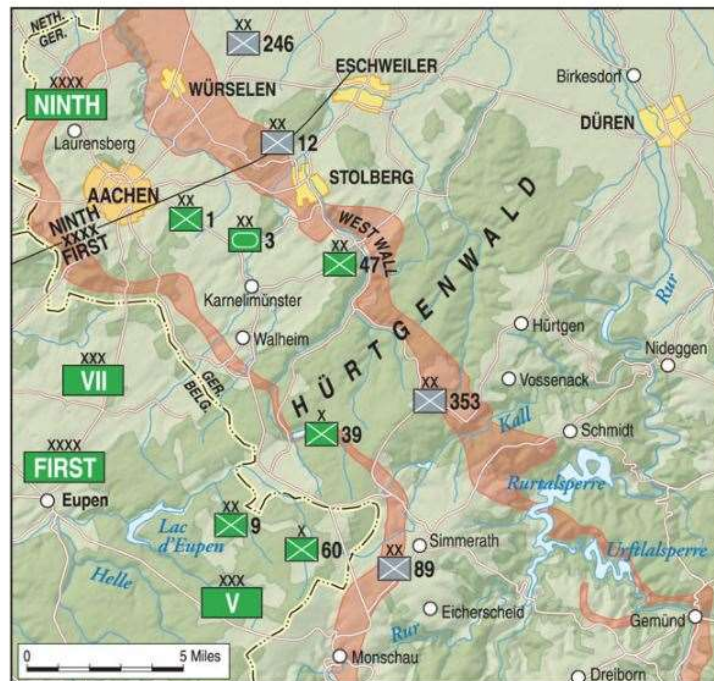 NETH.
GER.
XX
246
ESCHWEILER
Birkesdorf
XXXX
NINTH
WÜRSELEN
DÜREN
Laurensberg
XX
12
AACHEN
STOLBERG
NINTH
XXXX
FIRST
XX
1
XX
3
WEST WALL
XX
47
HÜRTGENWALD
Rur
Karnelimünster
Walheim
Hürtgen
Nideggen
XXX
VII
GER.
BELG.
Vossenack
XX
353
X
39
Kall
Schmidt
XXXX
FIRST
Rurtalsperre
Eupen
Lac
d'Eupen
XX
9
X
60
Simmerath
Urftlalsperre
XX
89
Helle
XXX
V
Eicherscheid
Rur
Gemünd
0 5 Miles
Monschau
Dreiborn